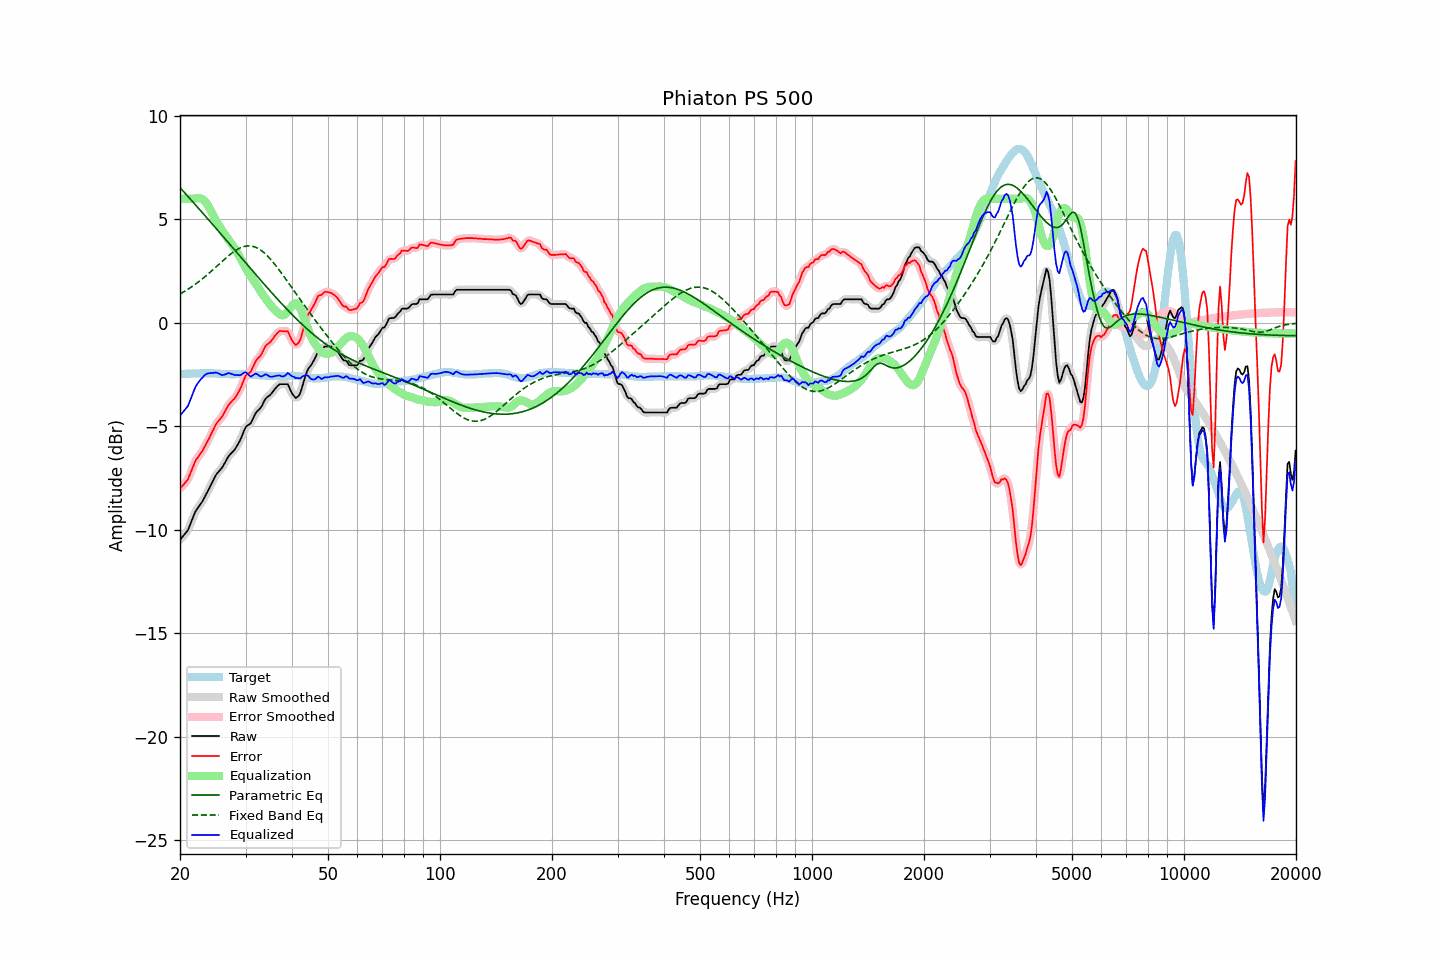 Phiaton PS 500
10
5
0
−5
−10
−15
−20
−25
Amplitude (dBr)
Target
Raw Smoothed
Error Smoothed
Raw
Error
Equalization
Parametric Eq
Fixed Band Eq
Equalized
20 50 100 200 500 1000 2000 5000 10000 20000
Frequency (Hz)